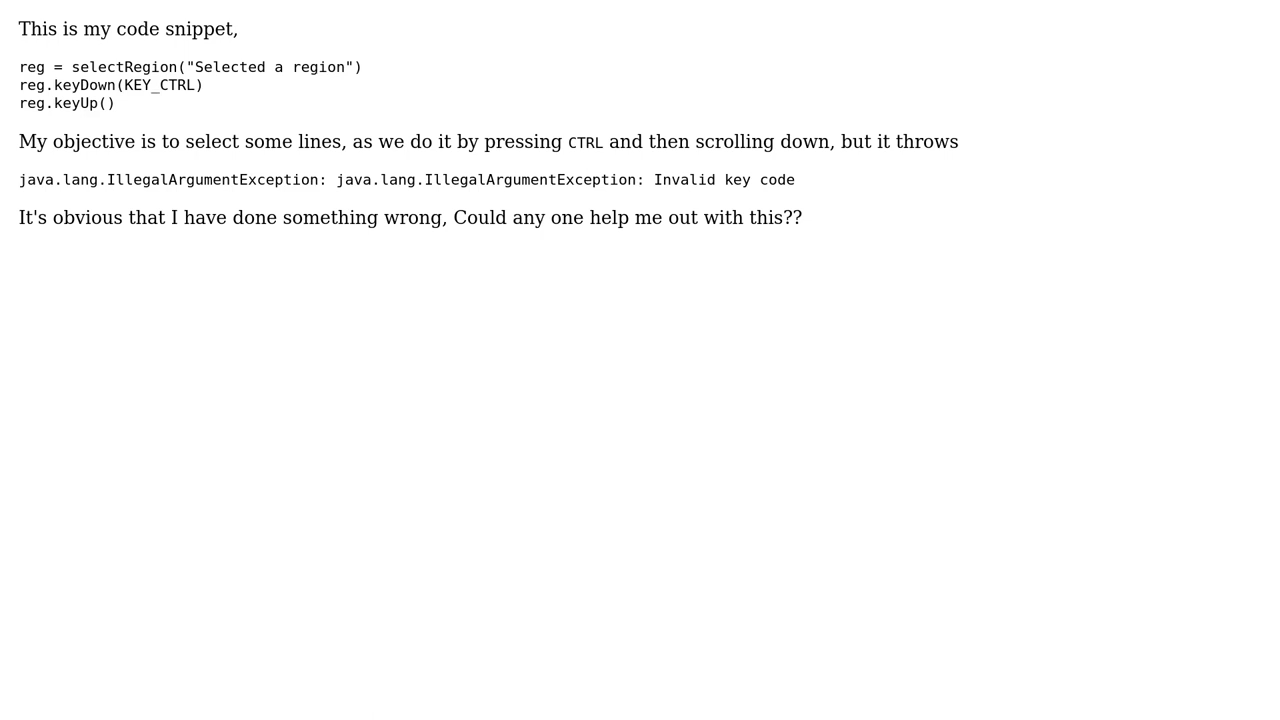 This is my code snippet,
reg = selectRegion("Selected a region")
reg.keyDown(KEY_CTRL)
reg.keyUp()
My objective is to select some lines, as we do it by pressing CTRL and then scrolling down, but it throws
java.lang.IllegalArgumentException: java.lang.IllegalArgumentException: Invalid key code
It's obvious that I have done something wrong, Could any one help me out with this??